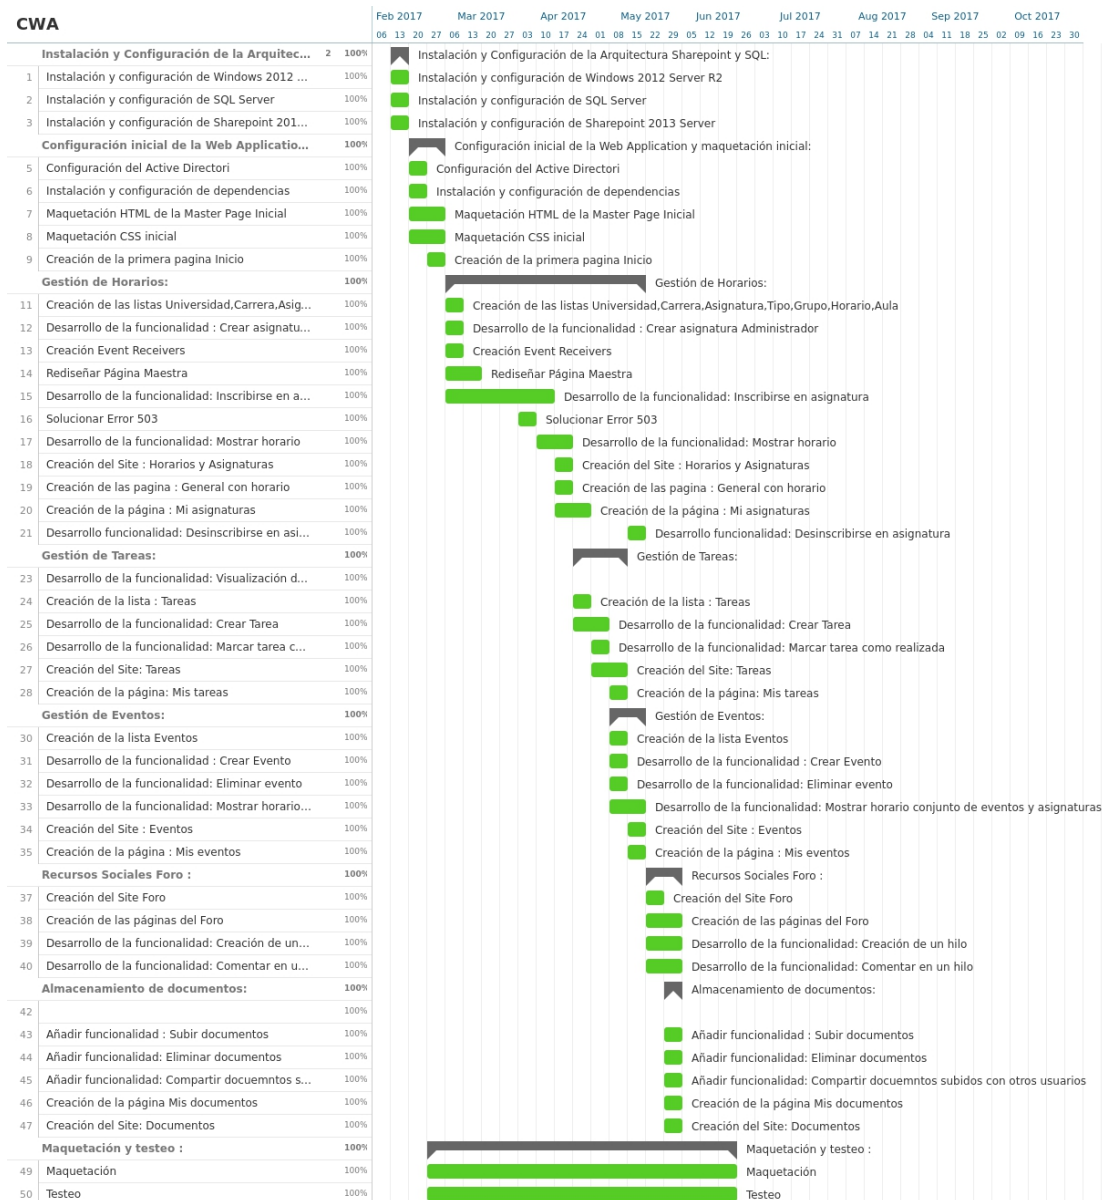 CWA
Feb 2017 Mar 2017 Apr 2017 May 2017 Jun 2017 Jul 2017 Aug 2017 Sep 2017 Oct 2017
06 13 20 27 06 13 20 27 03 10 17 24 01 08 15 22 29 05 12 19 26 03 10 17 24 31 07 14 21 28 04 11 18 25 02 09 16 23 30
Instalación y Configuración de la Arquitec... 2 100% Instalación y Configuración de la Arquitectura Sharepoint y SQL:
1 Instalación y configuración de Windows 2012 ... 100% Instalación y configuración de Windows 2012 Server R2
2 Instalación y configuración de SQL Server 100% Instalación y configuración de SQL Server
3 Instalación y configuración de Sharepoint 201... 100% Instalación y configuración de Sharepoint 2013 Server
Configuración inicial de la Web Applicatio... 100% Configuración inicial de la Web Application y maquetación inicial:
5 Configuración del Active Directori 100% Configuración del Active Directori
6 Instalación y configuración de dependencias 100% Instalación y configuración de dependencias
7 Maquetación HTML de la Master Page Inicial 100% Maquetación HTML de la Master Page Inicial
8 Maquetación CSS inicial 100% Maquetación CSS inicial
9 Creación de la primera pagina Inicio 100% Creación de la primera pagina Inicio
Gestión de Horarios: 100% Gestión de Horarios:
11 Creación de las listas Universidad,Carrera,Asig... 100% Creación de las listas Universidad,Carrera,Asignatura,Tipo,Grupo,Horario,Aula
12 Desarrollo de la funcionalidad : Crear asignatu... 100% Desarrollo de la funcionalidad : Crear asignatura Administrador
13 Creación Event Receivers 100% Creación Event Receivers
14 Rediseñar Página Maestra 100% Rediseñar Página Maestra
15 Desarrollo de la funcionalidad: Inscribirse en a... 100% Desarrollo de la funcionalidad: Inscribirse en asignatura
16 Solucionar Error 503 100% Solucionar Error 503
17 Desarrollo de la funcionalidad: Mostrar horario 100% Desarrollo de la funcionalidad: Mostrar horario
18 Creación del Site : Horarios y Asignaturas 100% Creación del Site : Horarios y Asignaturas
19 Creación de las pagina : General con horario 100% Creación de las pagina : General con horario
20 Creación de la página : Mi asignaturas 100% Creación de la página : Mi asignaturas
21 Desarrollo funcionalidad: Desinscribirse en asi... 100% Desarrollo funcionalidad: Desinscribirse en asignatura
Gestión de Tareas: 100% Gestión de Tareas:
23 Desarrollo de la funcionalidad: Visualización d... 100%
24 Creación de la lista : Tareas 100% Creación de la lista : Tareas
25 Desarrollo de la funcionalidad: Crear Tarea 100% Desarrollo de la funcionalidad: Crear Tarea
26 Desarrollo de la funcionalidad: Marcar tarea c... 100% Desarrollo de la funcionalidad: Marcar tarea como realizada
27 Creación del Site: Tareas 100% Creación del Site: Tareas
28 Creación de la página: Mis tareas 100% Creación de la página: Mis tareas
Gestión de Eventos: 100% Gestión de Eventos:
30 Creación de la lista Eventos 100% Creación de la lista Eventos
31 Desarrollo de la funcionalidad : Crear Evento 100% Desarrollo de la funcionalidad : Crear Evento
32 Desarrollo de la funcionalidad: Eliminar evento 100% Desarrollo de la funcionalidad: Eliminar evento
33 Desarrollo de la funcionalidad: Mostrar horario... 100% Desarrollo de la funcionalidad: Mostrar horario conjunto de eventos y asignaturas
34 Creación del Site : Eventos 100% Creación del Site : Eventos
35 Creación de la página : Mis eventos 100% Creación de la página : Mis eventos
Recursos Sociales Foro : 100% Recursos Sociales Foro :
37 Creación del Site Foro 100% Creación del Site Foro
38 Creación de las páginas del Foro 100% Creación de las páginas del Foro
39 Desarrollo de la funcionalidad: Creación de un... 100% Desarrollo de la funcionalidad: Creación de un hilo
40 Desarrollo de la funcionalidad: Comentar en u... 100% Desarrollo de la funcionalidad: Comentar en un hilo
Almacenamiento de documentos: 100% Almacenamiento de documentos:
42 100%
43 Añadir funcionalidad : Subir documentos 100% Añadir funcionalidad : Subir documentos
44 Añadir funcionalidad: Eliminar documentos 100% Añadir funcionalidad: Eliminar documentos
45 Añadir funcionalidad: Compartir docuemntos s... 100% Añadir funcionalidad: Compartir docuemntos subidos con otros usuarios
46 Creación de la página Mis documentos 100% Creación de la página Mis documentos
47 Creación del Site: Documentos 100% Creación del Site: Documentos
Maquetación y testeo : 100% Maquetación y testeo :
49 Maquetación 100% Maquetación
50 Testeo 100% Testeo